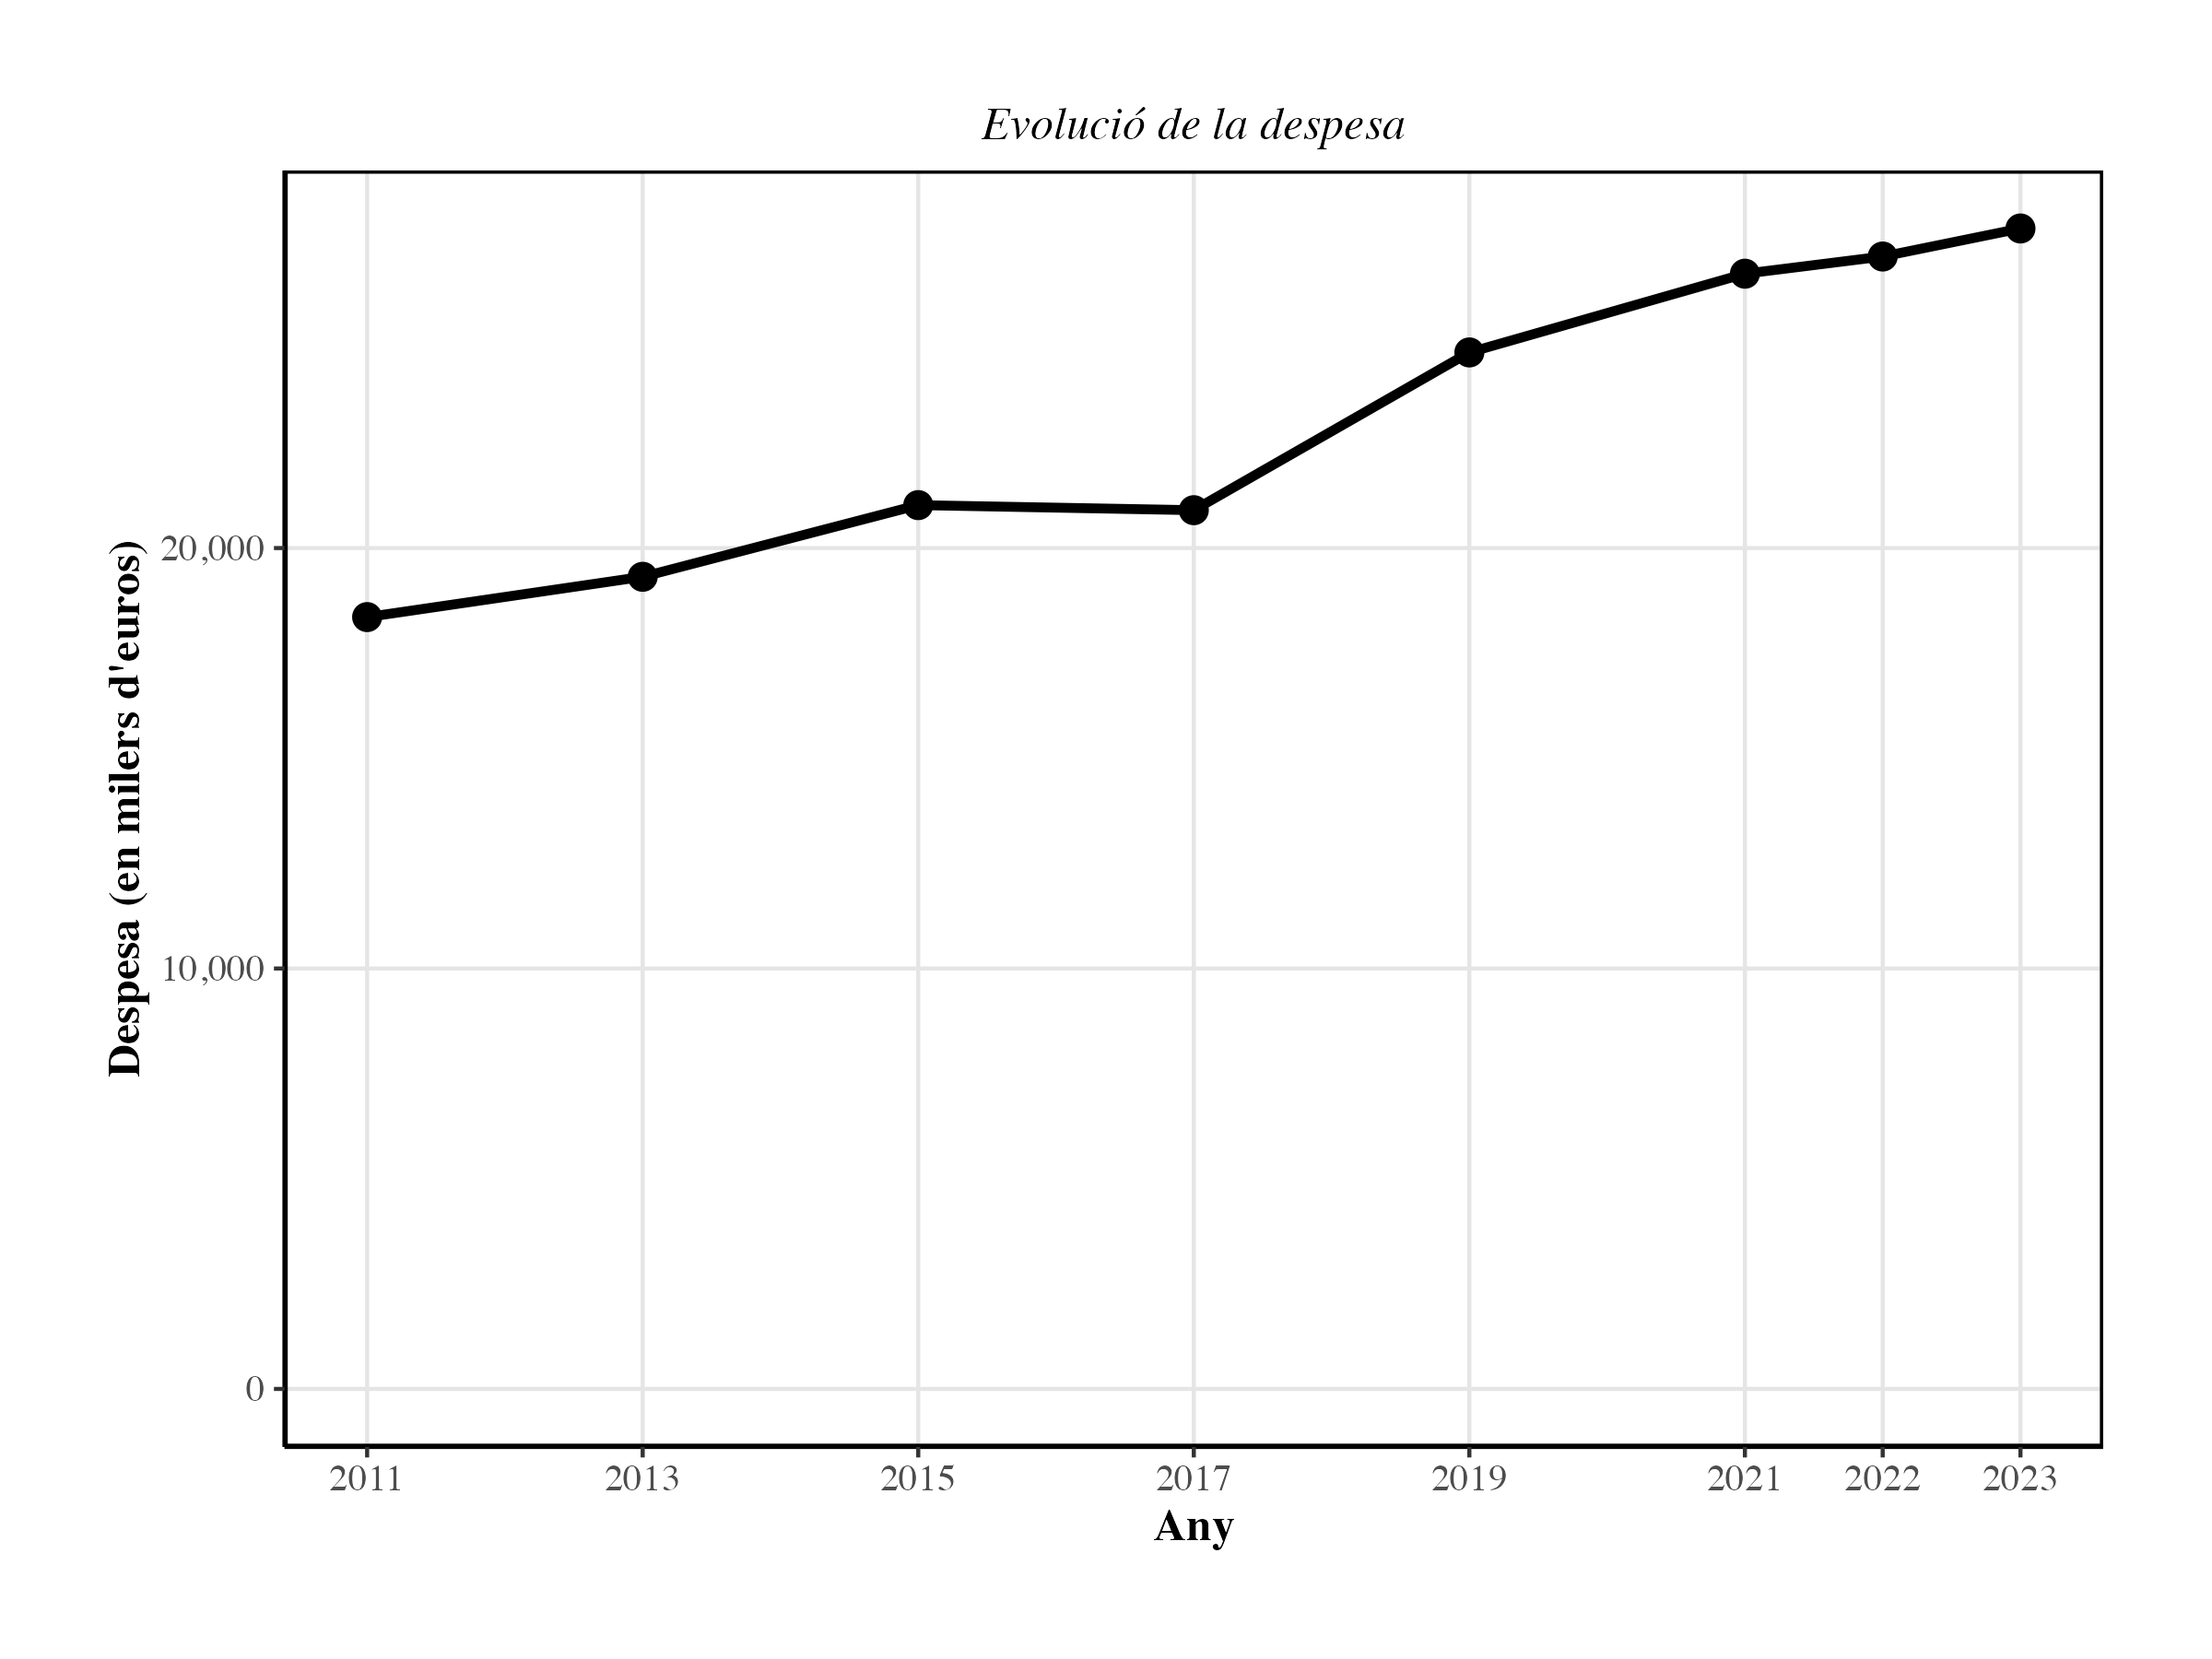 Evolució de la despesa
Despesa (en milers d'euros)
20,000
10,000
0
2011 2013 2015 2017 2019 2021 2022 2023
Any